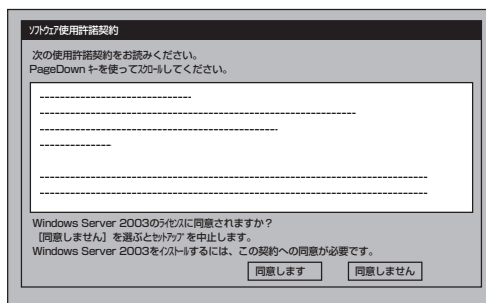 ｿﾌﾄｳｪｱ使用許諾契約
次の使用許諾契約をお読みください。
PageDown ｷｰを使ってｽｸﾛｰﾙしてください。
Windows Server 2003のﾗｲｾﾝｽに同意されますか？
［同意しません］を選ぶとｾｯﾄｱｯﾌﾟを中止します。
Windows Server 2003をｲﾝｽﾄｰﾙするには、この契約への同意が必要です。
同意します
同意しません